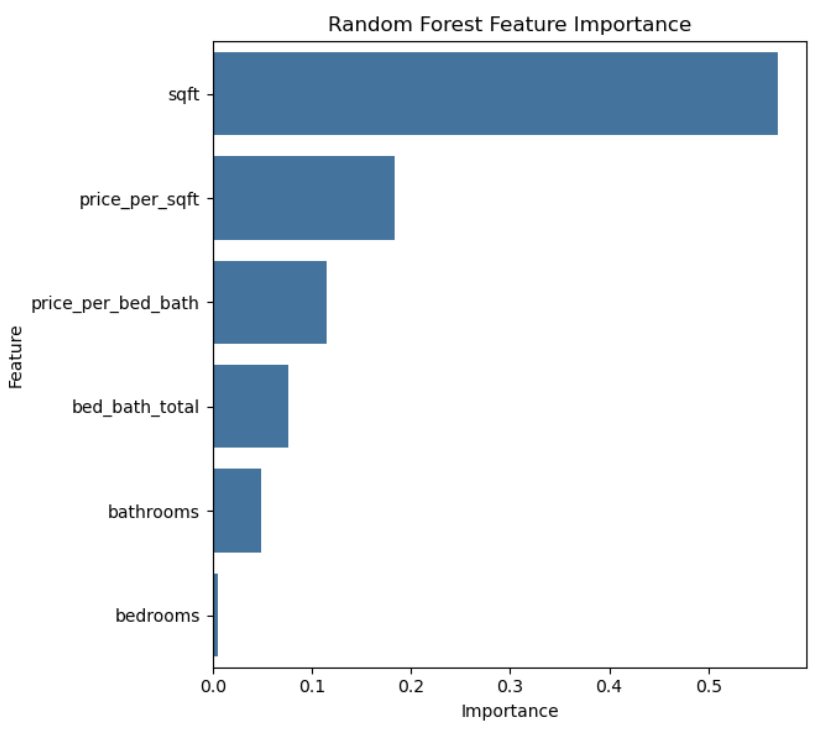 Random Forest Feature Importance
sqft
price_per_sqft
price_per_bed_bath
bed_bath_total
bathrooms
bedrooms
Feature
0.0 0.1 0.2 0.3 0.4 0.5
Importance